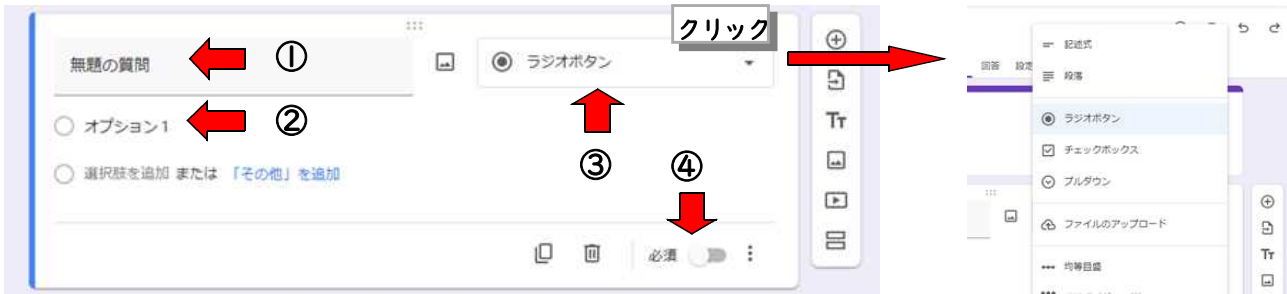 クリック
無題の質問
①
ラジオボタン
オプション 1
②
選択肢を追加 または 「その他」を追加
③
④
必須
Tт
記述式
回答 設定
段落
ラジオボタン
チェックボックス
プルダウン
ファイルのアップロード
均等目盛
Tт